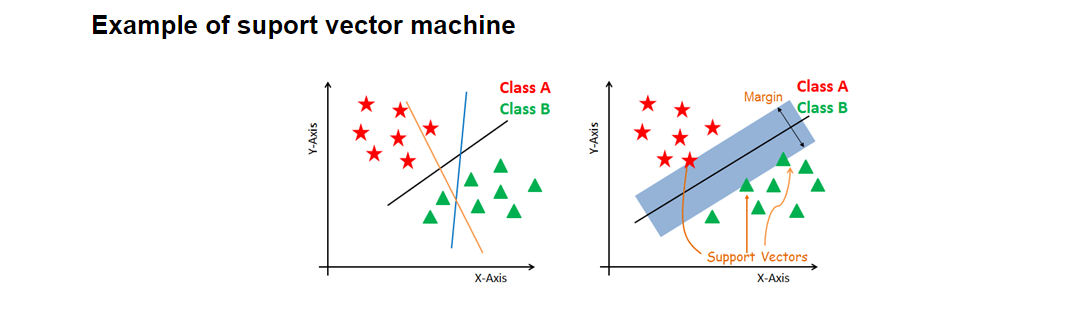 Example of suport vector machine
Class A
Class B
Y-Axis
X-Axis
Class A
Margin
Class B
Y-Axis
Support Vectors
X-Axis